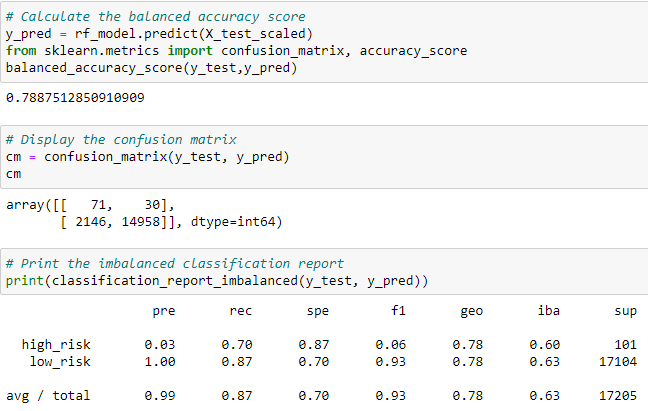 # Calculate the balanced accuracy score
y_pred = rf_model.predict(X_test_scaled)
from sklearn.metrics import confusion_matrix, accuracy_score
balanced_accuracy_score(y_test,y_pred)
0.7887512850910909
# Display the confusion matrix
cm = confusion_matrix(y_test, y_pred)
cm
array([[   71,    30],
       [ 2146, 14958]], dtype=int64)
# Print the imbalanced classification report
print(classification_report_imbalanced(y_test, y_pred))
                   pre       rec       spe        f1       geo       iba       sup
  high_risk       0.03      0.70      0.87      0.06      0.78      0.60       101
   low_risk       1.00      0.87      0.70      0.93      0.78      0.63     17104
avg / total       0.99      0.87      0.70      0.93      0.78      0.63     17205